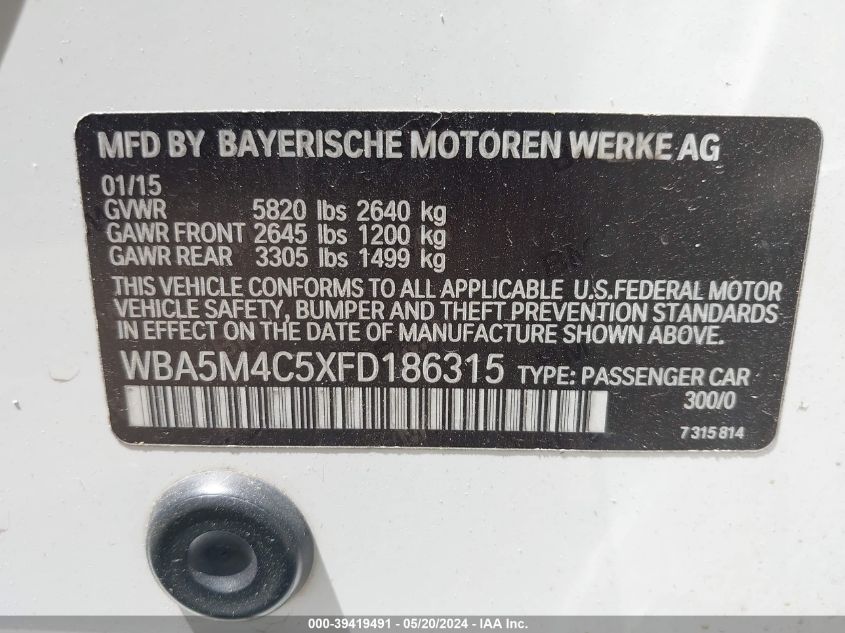 MFD BY BAYERISCHE MOTOREN WERKE AG
01/15
GVWR 5820 lbs 2640 kg
GAWR FRONT 2645 lbs 1200 kg
GAWR REAR 3305 lbs 1499 kg
THIS VEHICLE CONFORMS TO ALL APPLICABLE U.S.FEDERAL MOTOR
VEHICLE SAFETY, BUMPER AND THEFT PREVENTION STANDARDS
IN EFFECT ON THE DATE OF MANUFACTURE SHOWN ABOVE.
WBA5M4C5XFD186315 TYPE: PASSENGER CAR
300/0
7315814
000-39419491 | 05/20/2024 - IAA, Inc.